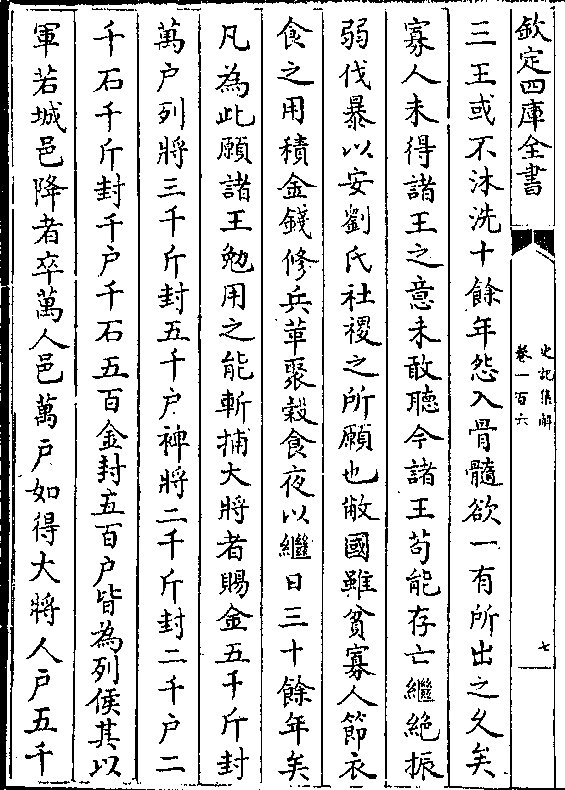 欽定四庫全書
史記集解
卷一百六
七
三王或不沐洗十餘年怨入骨髓欲一有所出之乆矣
寡人未得諸王之意未敢聽今諸王苟能存亡繼絶振
弱伐暴以安劉氏社稷之所願也敝國雖貧寡人節衣
食之用積金錢修兵革聚穀食夜以繼日三十餘年矣
凡為此願諸王勉用之能斬捕大將者賜金五千斤封
萬户列將三千斤封五千户裨將二千斤封二千户二
千石千斤封千户千石五百金封五百户皆為列侯其以
軍若城邑降者卒萬人邑萬户如得大將人户五千